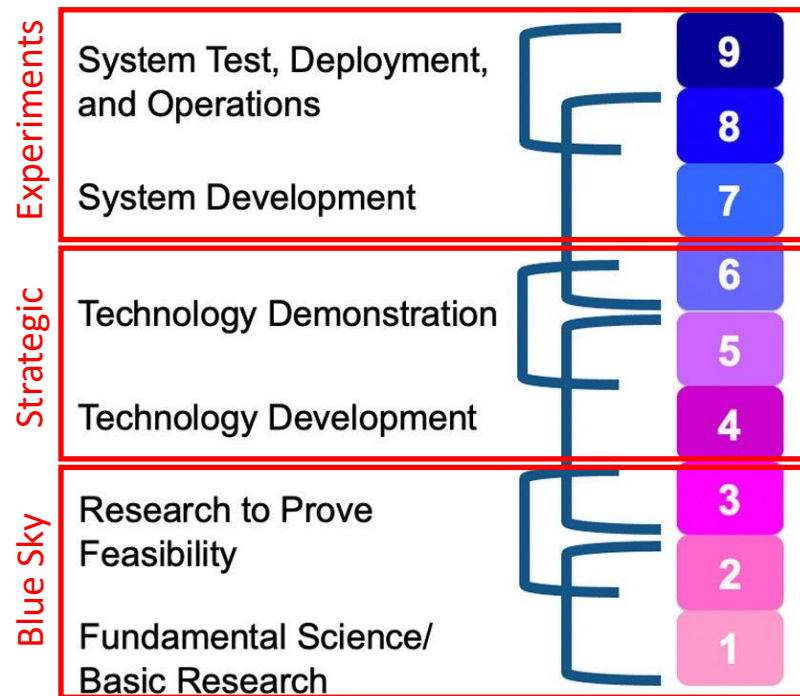 Experiments
System Test, Deployment,
and Operations
System Development
9
8
7
Strategic
Technology Demonstration
Technology Development
6
5
4
Blue Sky
Research to Prove
Feasibility
Fundamental Science/
Basic Research
3
2
1